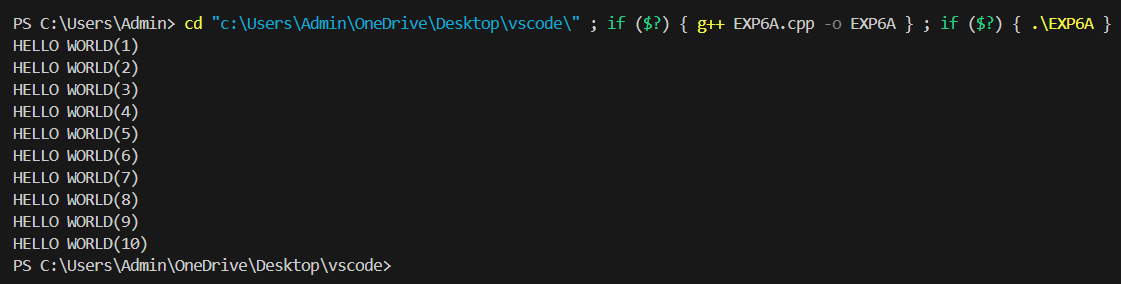 PS C:\Users\Admin> cd "c:\Users\Admin\OneDrive\Desktop\vscode\" ; if ($?) { g++ EXP6A.cpp -o EXP6A } ; if ($?) { .\EXP6A }
HELLO WORLD(1)
HELLO WORLD(2)
HELLO WORLD(3)
HELLO WORLD(4)
HELLO WORLD(5)
HELLO WORLD(6)
HELLO WORLD(7)
HELLO WORLD(8)
HELLO WORLD(9)
HELLO WORLD(10)
PS C:\Users\Admin\OneDrive\Desktop\vscode>